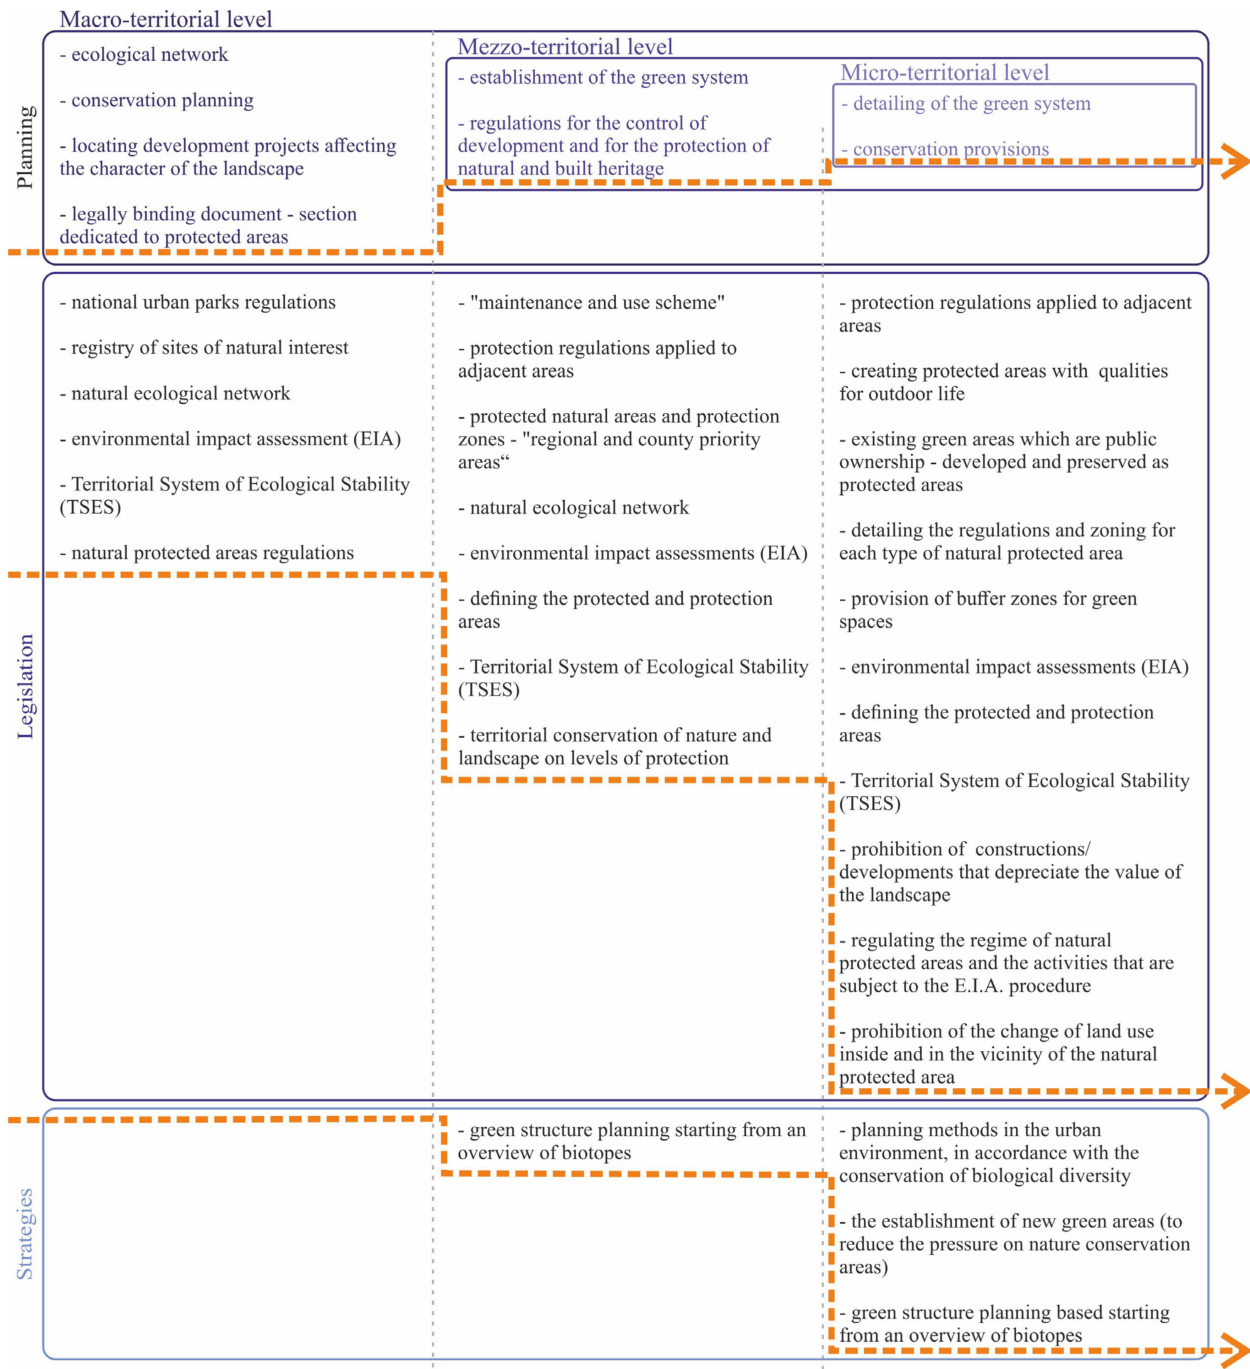 Macro-territorial level
Planning
- ecological network
- conservation planning
- locating development projects affecting
the character of the landscape
- legally binding document - section
dedicated to protected areas
Mezzo-territorial level
- establishment of the green system
- regulations for the control of
development and for the protection of
natural and built heritage
Micro-territorial level
- detailing of the green system
- conservation provisions
Legislation
- national urban parks regulations
- registry of sites of natural interest
- natural ecological network
- environmental impact assessment (EIA)
- Territorial System of Ecological Stability
(TSES)
- natural protected areas regulations
- "maintenance and use scheme"
- protection regulations applied to
adjacent areas
- protected natural areas and protection
zones - "regional and county priority
areas“
- natural ecological network
- environmental impact assessments (EIA)
- defining the protected and protection
areas
- Territorial System of Ecological Stability
(TSES)
- territorial conservation of nature and
landscape on levels of protection
- protection regulations applied to adjacent
areas
- creating protected areas with  qualities
for outdoor life
- existing green areas which are public
ownership - developed and preserved as
protected areas
- detailing the regulations and zoning for
each type of natural protected area
- provision of buffer zones for green
spaces
- environmental impact assessments (EIA)
- defining the protected and protection
areas
- Territorial System of Ecological Stability
(TSES)
- prohibition of  constructions/
developments that depreciate the value of
the landscape
- regulating the regime of natural
protected areas and the activities that are
subject to the E.I.A. procedure
- prohibition of the change of land use
inside and in the vicinity of the natural
protected area
Strategies
- green structure planning starting from an
overview of biotopes
- planning methods in the urban
environment, in accordance with the
conservation of biological diversity
- the establishment of new green areas (to
reduce the pressure on nature conservation
areas)
- green structure planning based starting
from an overview of biotopes